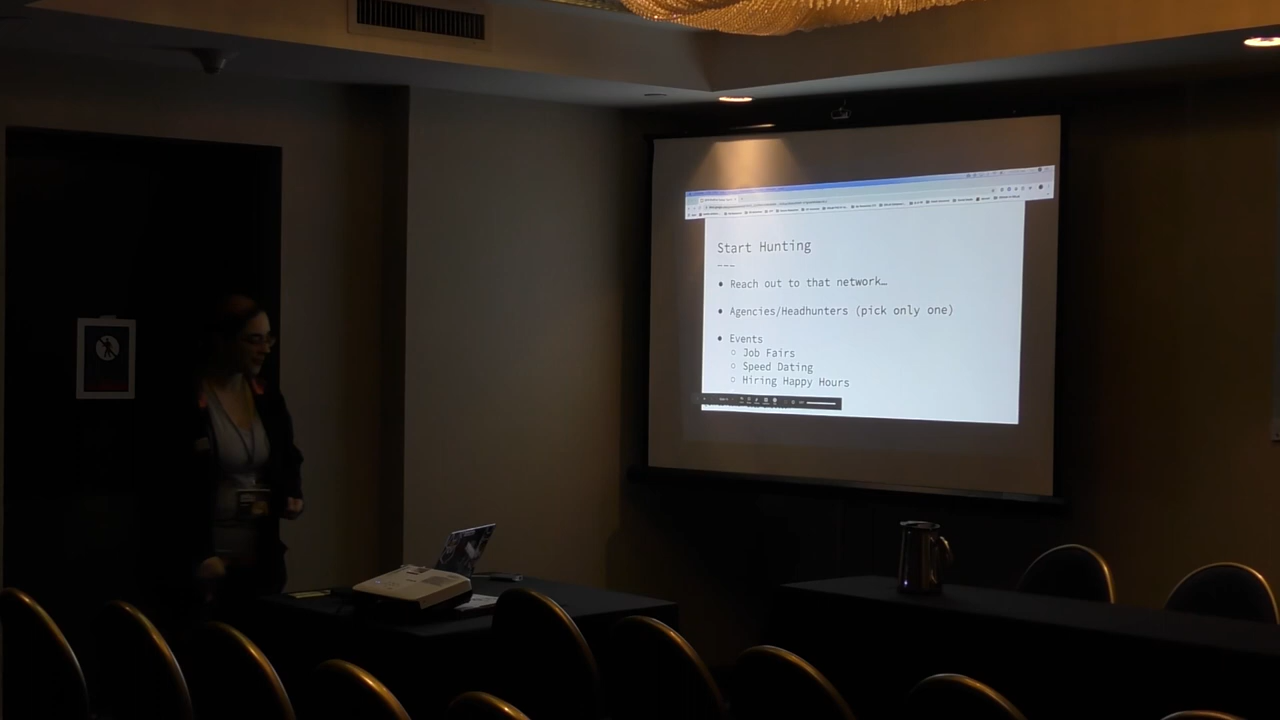 Start Hunting
---
● Reach out to that network…
● Agencies/Headhunters (pick only one)
● Events
○ Job Fairs
○ Speed Dating
○ Hiring Happy Hours